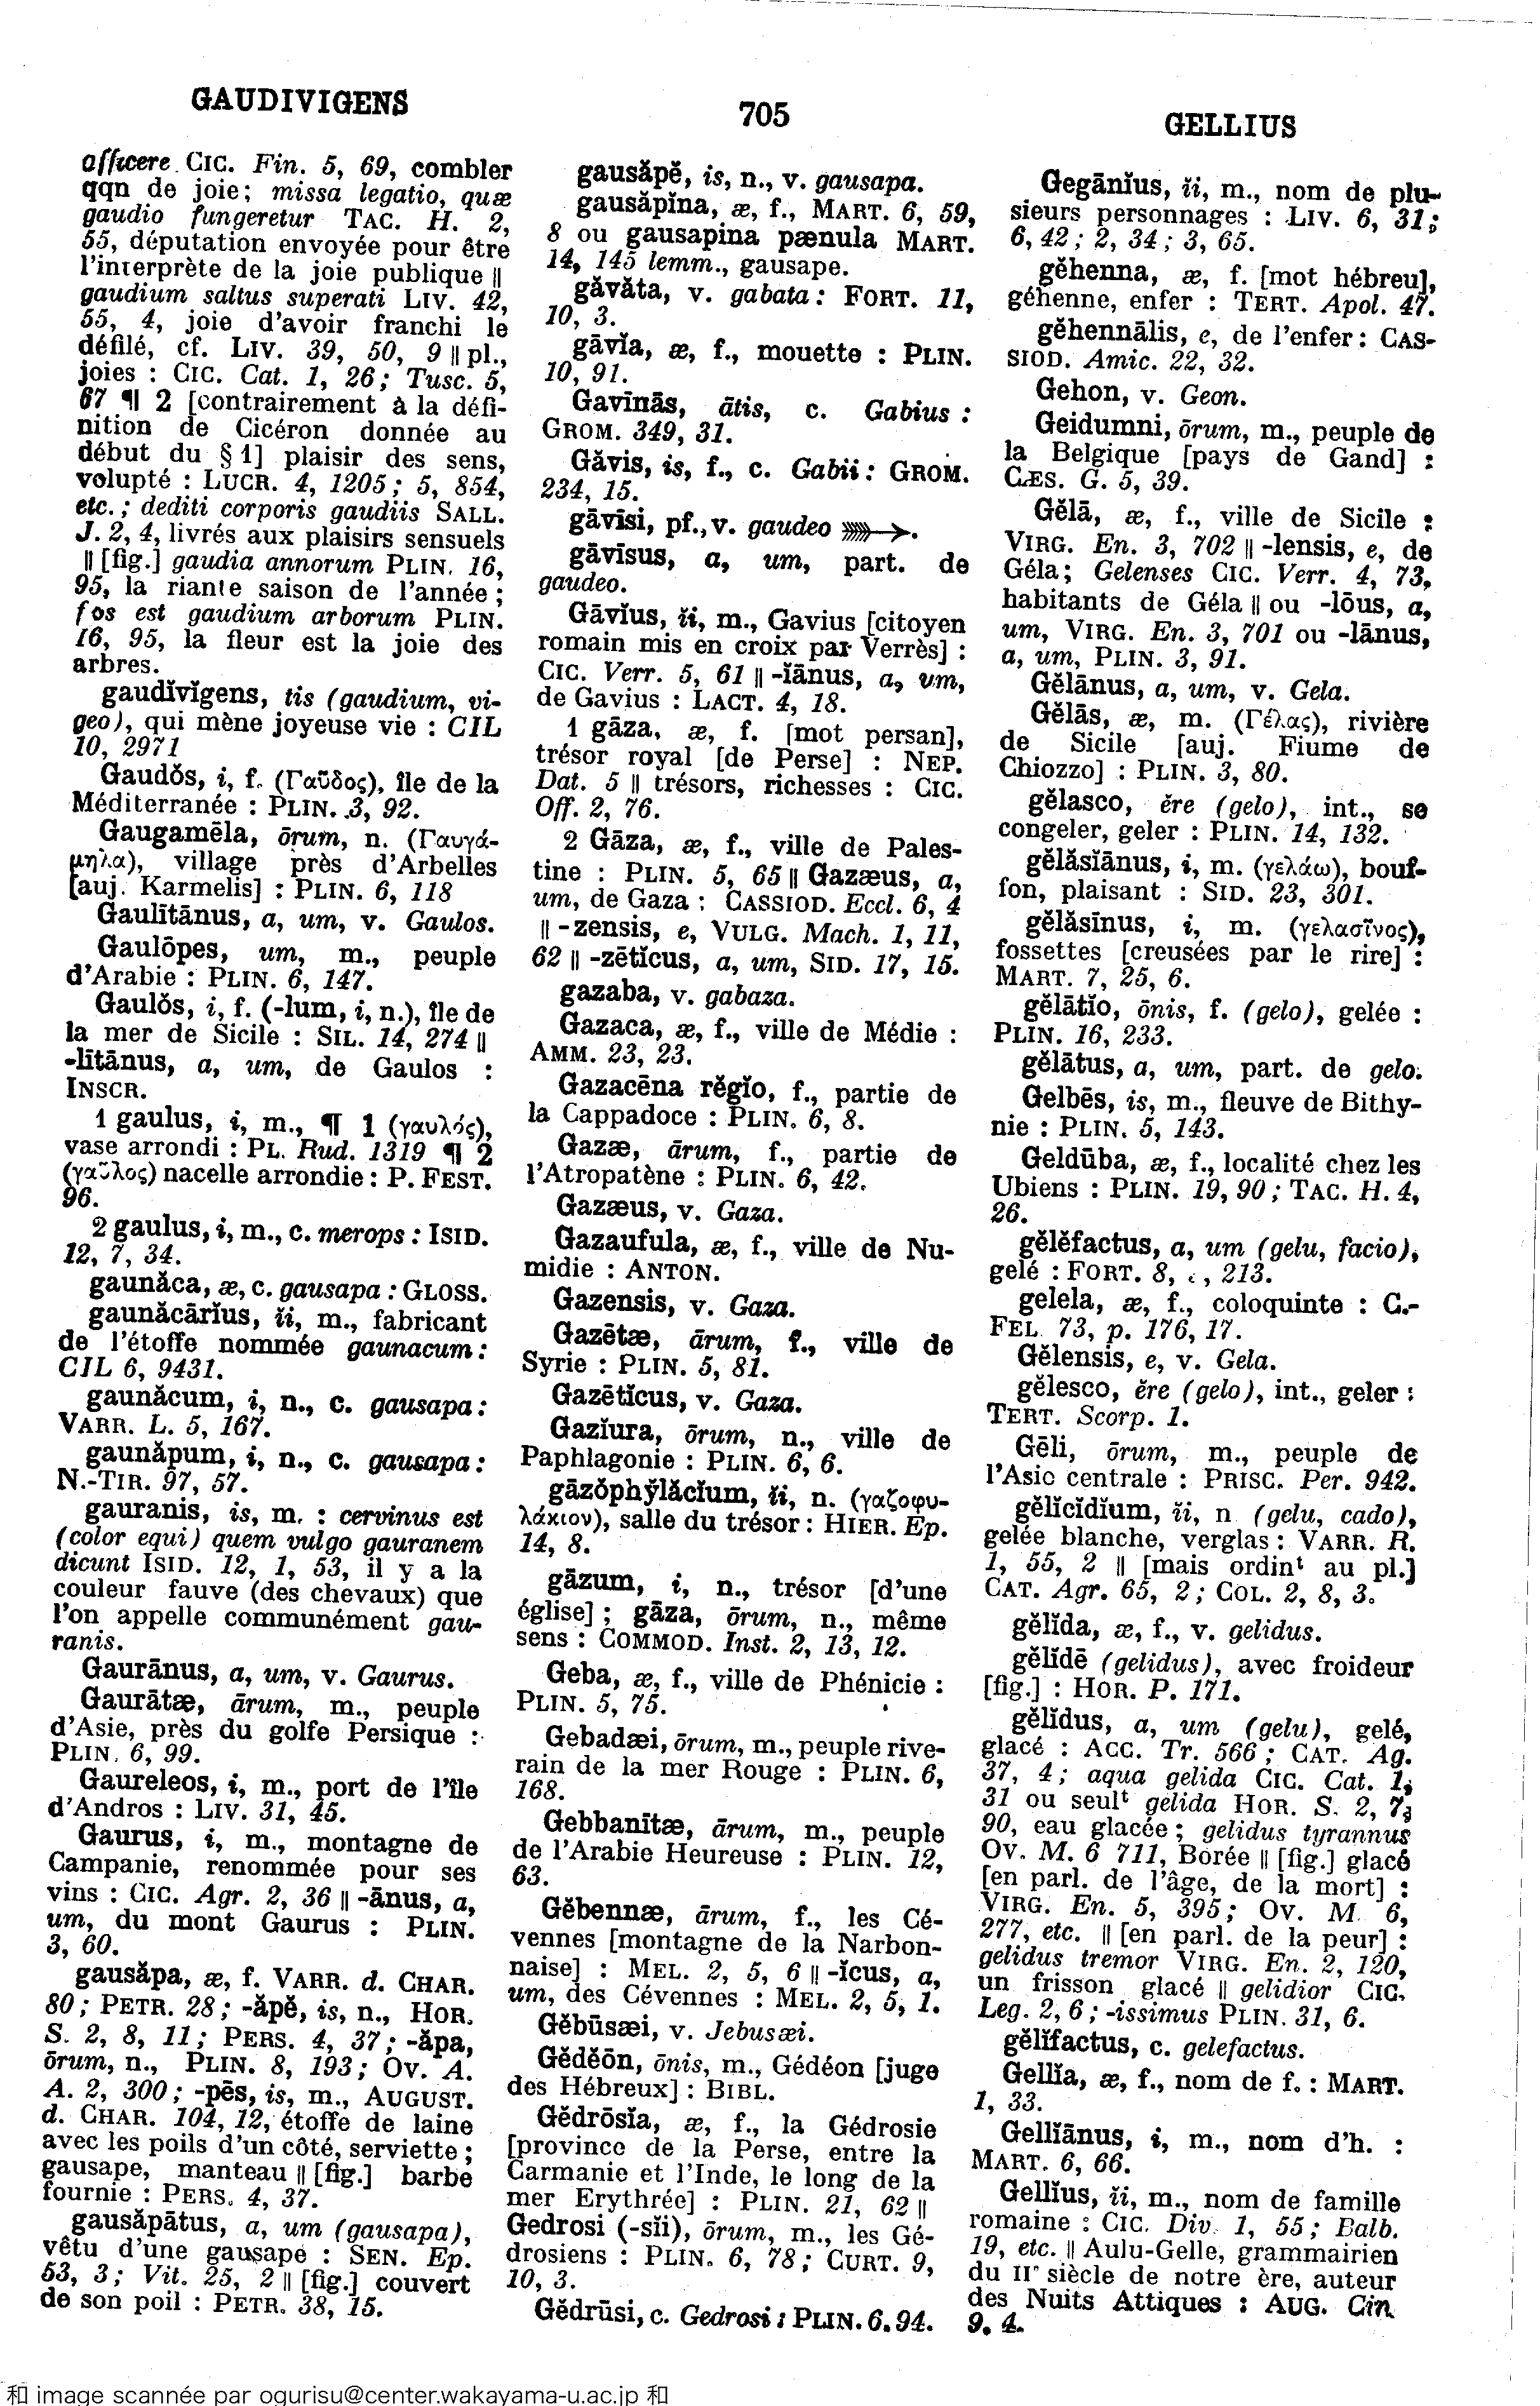 GAUDIVIGENS
705
GELLIUS
afficere CIC. Fin. 5, 69, combler
qqn de joie; missa legatio, quæ
gaudio fungeretur TAC. H. 2,
55, députation envoyée pour être
l'interprète de la joie publique ||
gaudium saltus superati LIV. 42,
55, 4, joie d'avoir franchi le
défilé, cf. LIV. 39, 50, 9 || pl.,
joies : CIC. Cat. 1, 26; Tusc. 5,
67 ¶ 2 [contrairement à la défi-
nition de Cicéron donnée au
début du § 1] plaisir des sens,
volupté : LUCR. 4, 1205; 5, 854,
etc.; dediti corporis gaudiis SALL.
J. 2, 4, livrés aux plaisirs sensuels
|| [fig.] gaudia annorum PLIN. 16,
95, la riante saison de l'année;
fos est gaudium arborum PLIN.
16, 95, la fleur est la joie des
arbres.
gaudĭvĭgens, tis (gaudium, vi-
geo), qui mène joyeuse vie : CIL
10, 2971
Gaudŏs, i, f. (Γαῦδος), île de la
Méditerranée : PLIN. 3, 92.
Gaugamēla, ōrum, n. (Γαυγά-
μηλα), village près d'Arbelles
[auj. Karmelis] : PLIN. 6, 118
Gaulītānus, a, um, v. Gaulos.
Gaulōpes, um, m., peuple
d'Arabie : PLIN. 6, 147.
Gaulŏs, i, f. (-lum, i, n.), île de
la mer de Sicile : SIL. 14, 274 ||
-lītānus, a, um, de Gaulos :
INSCR.
1 gaulus, i, m., ¶ 1 (γαυλός),
vase arrondi : PL. Rud. 1319 ¶ 2
(γαῦλος) nacelle arrondie : P. FEST.
96.
2 gaulus, i, m., c. merops : ISID.
12, 7, 34.
gaunăca, æ, c. gausapa : GLOSS.
gaunăcārĭus, ĭi, m., fabricant
de l'étoffe nommée gaunacum :
CIL 6, 9431.
gaunăcum, i, n., c. gausapa :
VARR. L. 5, 167.
gaunăpum, i, n., c. gausapa :
N.-TIR. 97, 57.
gauranis, is, m. : cervinus est
(color equi) quem vulgo gauranem
dicunt ISID. 12, 1, 53, il y a la
couleur fauve (des chevaux) que
l'on appelle communément gau-
ranis.
Gaurānus, a, um, v. Gaurus.
Gaurātæ, ārum, m., peuple
d'Asie, près du golfe Persique :
PLIN. 6, 99.
Gaureleos, i, m., port de l'île
d'Andros : LIV. 31, 45.
Gaurus, i, m., montagne de
Campanie, renommée pour ses
vins : CIC. Agr. 2, 36 || -ānus, a,
um, du mont Gaurus : PLIN.
3, 60.
gausăpa, æ, f. VARR. d. CHAR.
80; PETR. 28; -ăpĕ, is, n., HOR.
S. 2, 8, 11; PERS. 4, 37; -ăpa,
ōrum, n., PLIN. 8, 193; OV. A.
A. 2, 300; -pēs, is, m., AUGUST.
d. CHAR. 104, 12, étoffe de laine
avec les poils d'un côté, serviette;
gausape, manteau || [fig.] barbe
fournie : PERS. 4, 37.
gausăpātus, a, um (gausapa),
vêtu d'une gausape : SEN. Ep.
53, 3; Vit. 25, 2 || [fig.] couvert
de son poil : PETR. 38, 15.
gausăpĕ, is, n., v. gausapa.
gausăpĭna, æ, f., MART. 6, 59,
8 ou gausapina pænula MART.
14, 145 lemm., gausape.
găvăta, v. gabata : FORT. 11,
10, 3.
gāvĭa, æ, f., mouette : PLIN.
10, 91.
Gavīnās, ātis, c. Gabius :
GROM. 349, 31.
Găvis, is, f., c. Gabii : GROM.
234, 15.
gāvīsi, pf., v. gaudeo ⟫→.
gāvīsus, a, um, part. de
gaudeo.
Gāvĭus, ĭi, m., Gavius [citoyen
romain mis en croix par Verrès] :
CIC. Verr. 5, 61 || -ĭānus, a, um,
de Gavius : LACT. 4, 18.
1 gāza, æ, f. [mot persan],
trésor royal [de Perse] : NEP.
Dat. 5 || trésors, richesses : CIC.
Off. 2, 76.
2 Gāza, æ, f., ville de Pales-
tine : PLIN. 5, 65 || Gazæus, a,
um, de Gaza : CASSIOD. Eccl. 6, 4
|| -zensis, e, VULG. Mach. 1, 11,
62 || -zētĭcus, a, um, SID. 17, 15.
gazaba, v. gabaza.
Gazaca, æ, f., ville de Médie :
AMM. 23, 23.
Gazacēna rĕgĭo, f., partie de
la Cappadoce : PLIN. 6, 8.
Gazæ, ārum, f., partie de
l'Atropatène : PLIN. 6, 42.
Gazæus, v. Gaza.
Gazaufula, æ, f., ville de Nu-
midie : ANTON.
Gazensis, v. Gaza.
Gazētæ, ārum, f., ville de
Syrie : PLIN. 5, 81.
Gazētĭcus, v. Gaza.
Gazĭura, ōrum, n., ville de
Paphlagonie : PLIN. 6, 6.
gāzŏphўlăcĭum, ĭi, n. (γαζοφυ-
λάκιον), salle du trésor : HIER. Ep.
14, 8.
gāzum, i, n., trésor [d'une
église]; gāza, ōrum, n., même
sens : COMMOD. Inst. 2, 13, 12.
Geba, æ, f., ville de Phénicie :
PLIN. 5, 75.
Gebadæi, ōrum, m., peuple rive-
rain de la mer Rouge : PLIN. 6,
168.
Gebbanītæ, ārum, m., peuple
de l'Arabie Heureuse : PLIN. 12,
63.
Gĕbennæ, ārum, f., les Cé-
vennes [montagne de la Narbon-
naise] : MEL. 2, 5, 6 || -ĭcus, a,
um, des Cévennes : MEL. 2, 5, 1.
Gĕbūsæi, v. Jebusæi.
Gĕdĕōn, ōnis, m., Gédéon [juge
des Hébreux] : BIBL.
Gĕdrōsĭa, æ, f., la Gédrosie
[province de la Perse, entre la
Carmanie et l'Inde, le long de la
mer Erythrée] : PLIN. 21, 62 ||
Gedrosi (-sĭi), ōrum, m., les Gé-
drosiens : PLIN. 6, 78; CURT. 9,
10, 3.
Gĕdrūsi, c. Gedrosi : PLIN. 6, 94.
Gegānĭus, ĭi, m., nom de plu-
sieurs personnages : LIV. 6, 31;
6, 42; 2, 34; 3, 65.
gĕhenna, æ, f. [mot hébreu],
géhenne, enfer : TERT. Apol. 47.
gĕhennālis, e, de l'enfer : CAS-
SIOD. Amic. 22, 32.
Gehon, v. Geon.
Geidumni, ōrum, m., peuple de
la Belgique [pays de Gand] :
CÆS. G. 5, 39.
Gĕlā, æ, f., ville de Sicile :
VIRG. En. 3, 702 || -lensis, e, de
Géla; Gelenses CIC. Verr. 4, 73,
habitants de Géla || ou -lōus, a,
um, VIRG. En. 3, 701 ou -lānus,
a, um, PLIN. 3, 91.
Gĕlānus, a, um, v. Gela.
Gĕlās, æ, m. (Γέλας), rivière
de Sicile [auj. Fiume de
Chiozzo] : PLIN. 3, 80.
gĕlasco, ĕre (gelo), int., se
congeler, geler : PLIN. 14, 132.
gĕlăsĭānus, i, m. (γελάω), bouf-
fon, plaisant : SID. 23, 301.
gĕlăsīnus, i, m. (γελασῖνος),
fossettes [creusées par le rire] :
MART. 7, 25, 6.
gĕlātĭo, ōnis, f. (gelo), gelée :
PLIN. 16, 233.
gĕlātus, a, um, part. de gelo.
Gelbēs, is, m., fleuve de Bithy-
nie : PLIN. 5, 143.
Geldūba, æ, f., localité chez les
Ubiens : PLIN. 19, 90; TAC. H. 4,
26.
gĕlĕfactus, a, um (gelu, facio),
gelé : FORT. 8, , 213.
gelela, æ, f., coloquinte : C.-
FEL. 73, p. 176, 17.
Gĕlensis, e, v. Gela.
gĕlesco, ĕre (gelo), int., geler :
TERT. Scorp. 1.
Gēli, ōrum, m., peuple de
l'Asie centrale : PRISC. Per. 942.
gĕlĭcĭdĭum, ĭi, n (gelu, cado),
gelée blanche, verglas : VARR. R.
1, 55, 2 || [mais ordinᵗ au pl.]
CAT. Agr. 65, 2; COL. 2, 8, 3.
gĕlĭda, æ, f., v. gelidus.
gĕlĭdē (gelidus), avec froideur
[fig.] : HOR. P. 171.
gĕlĭdus, a, um (gelu), gelé,
glacé : ACC. Tr. 566; CAT. Ag.
37, 4; aqua gelida CIC. Cat. 1,
31 ou seulᵗ gelida HOR. S. 2, 7,
90, eau glacée; gelidus tyrannus
OV. M. 6 711, Borée || [fig.] glacé
[en parl. de l'âge, de la mort] :
VIRG. En. 5, 395; OV. M. 6,
277, etc. || [en parl. de la peur] :
gelidus tremor VIRG. En. 2, 120,
un frisson glacé || gelidior CIC.
Leg. 2, 6; -issimus PLIN. 31, 6.
gĕlĭfactus, c. gelefactus.
Gellĭa, æ, f., nom de f. : MART.
1, 33.
Gellĭānus, i, m., nom d'h. :
MART. 6, 66.
Gellĭus, ĭi, m., nom de famille
romaine : CIC. Div. 1, 55; Balb.
19, etc. || Aulu-Gelle, grammairien
du IIᵉ siècle de notre ère, auteur
des Nuits Attiques : AUG. Cin.
9, 4.
和 image scannée par ogurisu@center.wakayama-u.ac.jp 和